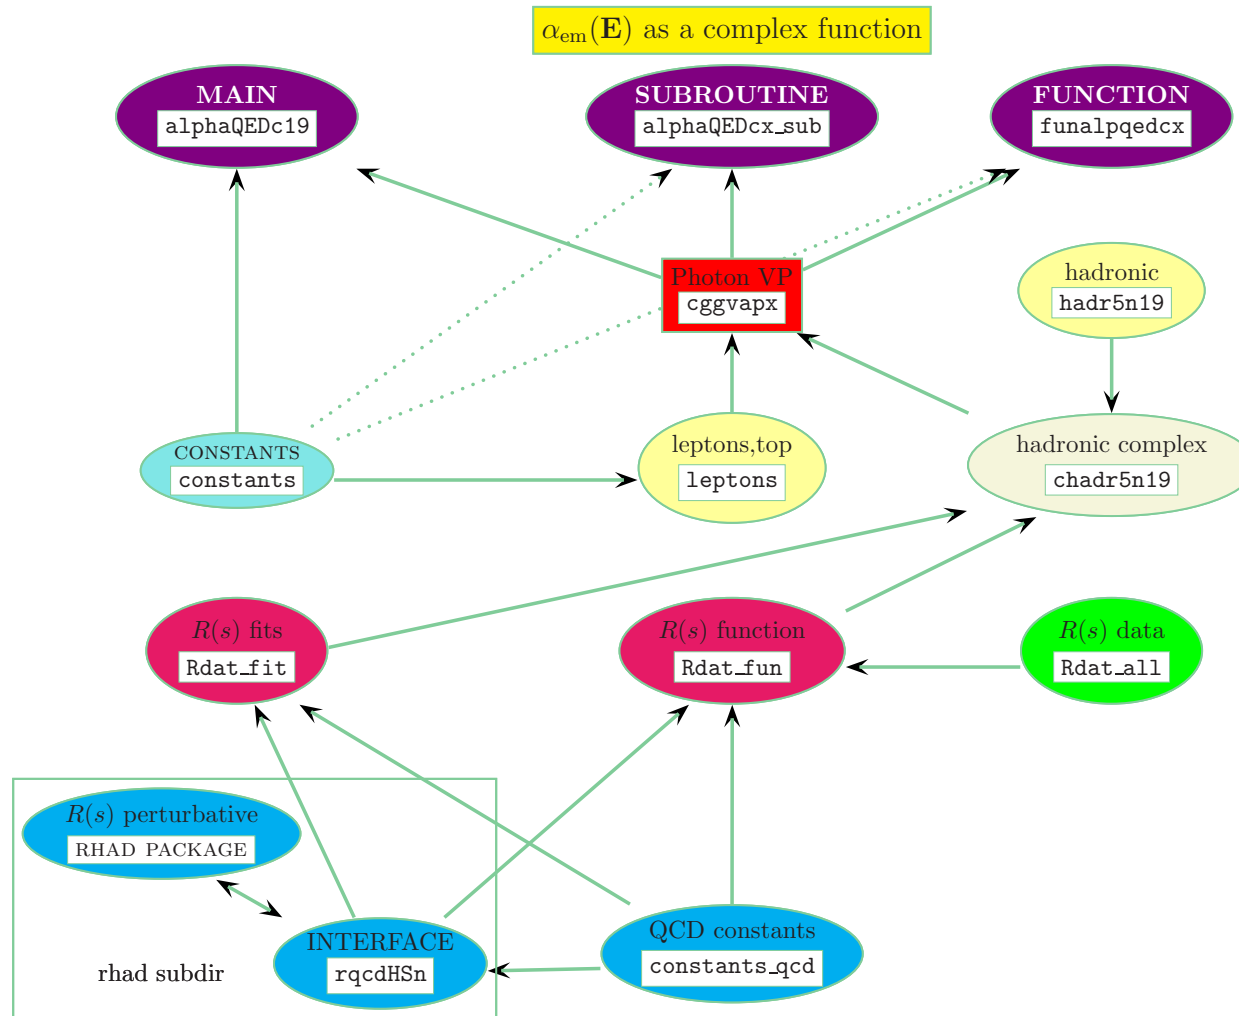 α_em(E) as a complex function
MAIN
alphaQEDc19
SUBROUTINE
alphaQEDcx_sub
FUNCTION
funalpqedcx
Photon VP
cggvapx
hadronic
hadr5n19
CONSTANTS
constants
leptons,top
leptons
hadronic complex
chadr5n19
R(s) fits
Rdat_fit
R(s) function
Rdat_fun
R(s) data
Rdat_all
R(s) perturbative
RHAD PACKAGE
INTERFACE
rqcdHSn
QCD constants
constants_qcd
rhad subdir